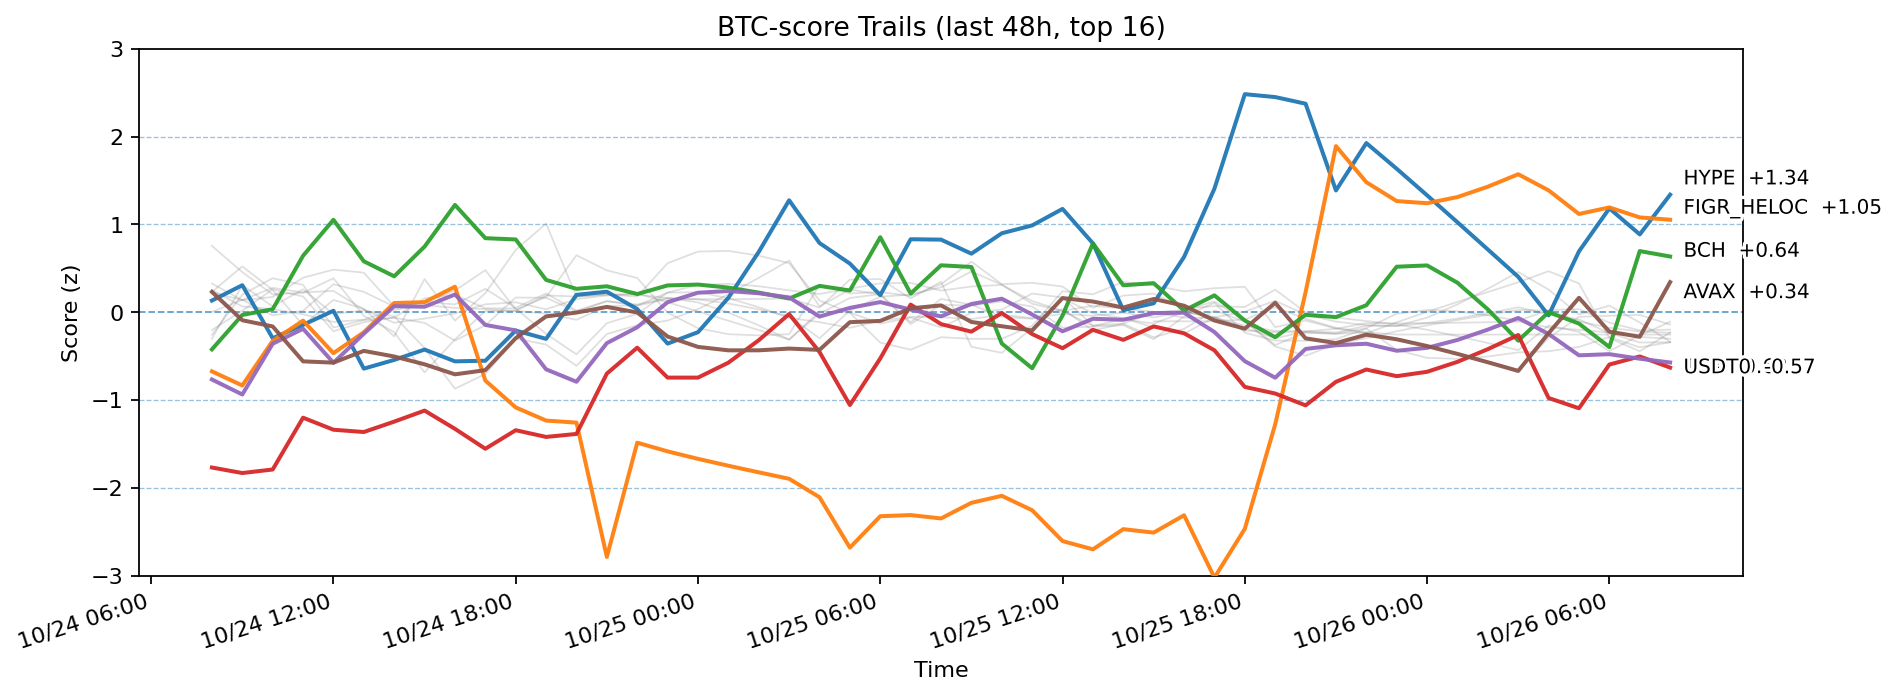 BTC-score Trails (last 48h, top 16)
Score (z)
3
2
1
0
−1
−2
−3
HYPE +1.34
FIGR_HELOC +1.05
BCH +0.64
AVAX +0.34
USDT0 -0.57
10/24 06:00
10/24 12:00
10/24 18:00
10/25 00:00
10/25 06:00
10/25 12:00
10/25 18:00
10/26 00:00
10/26 06:00
Time